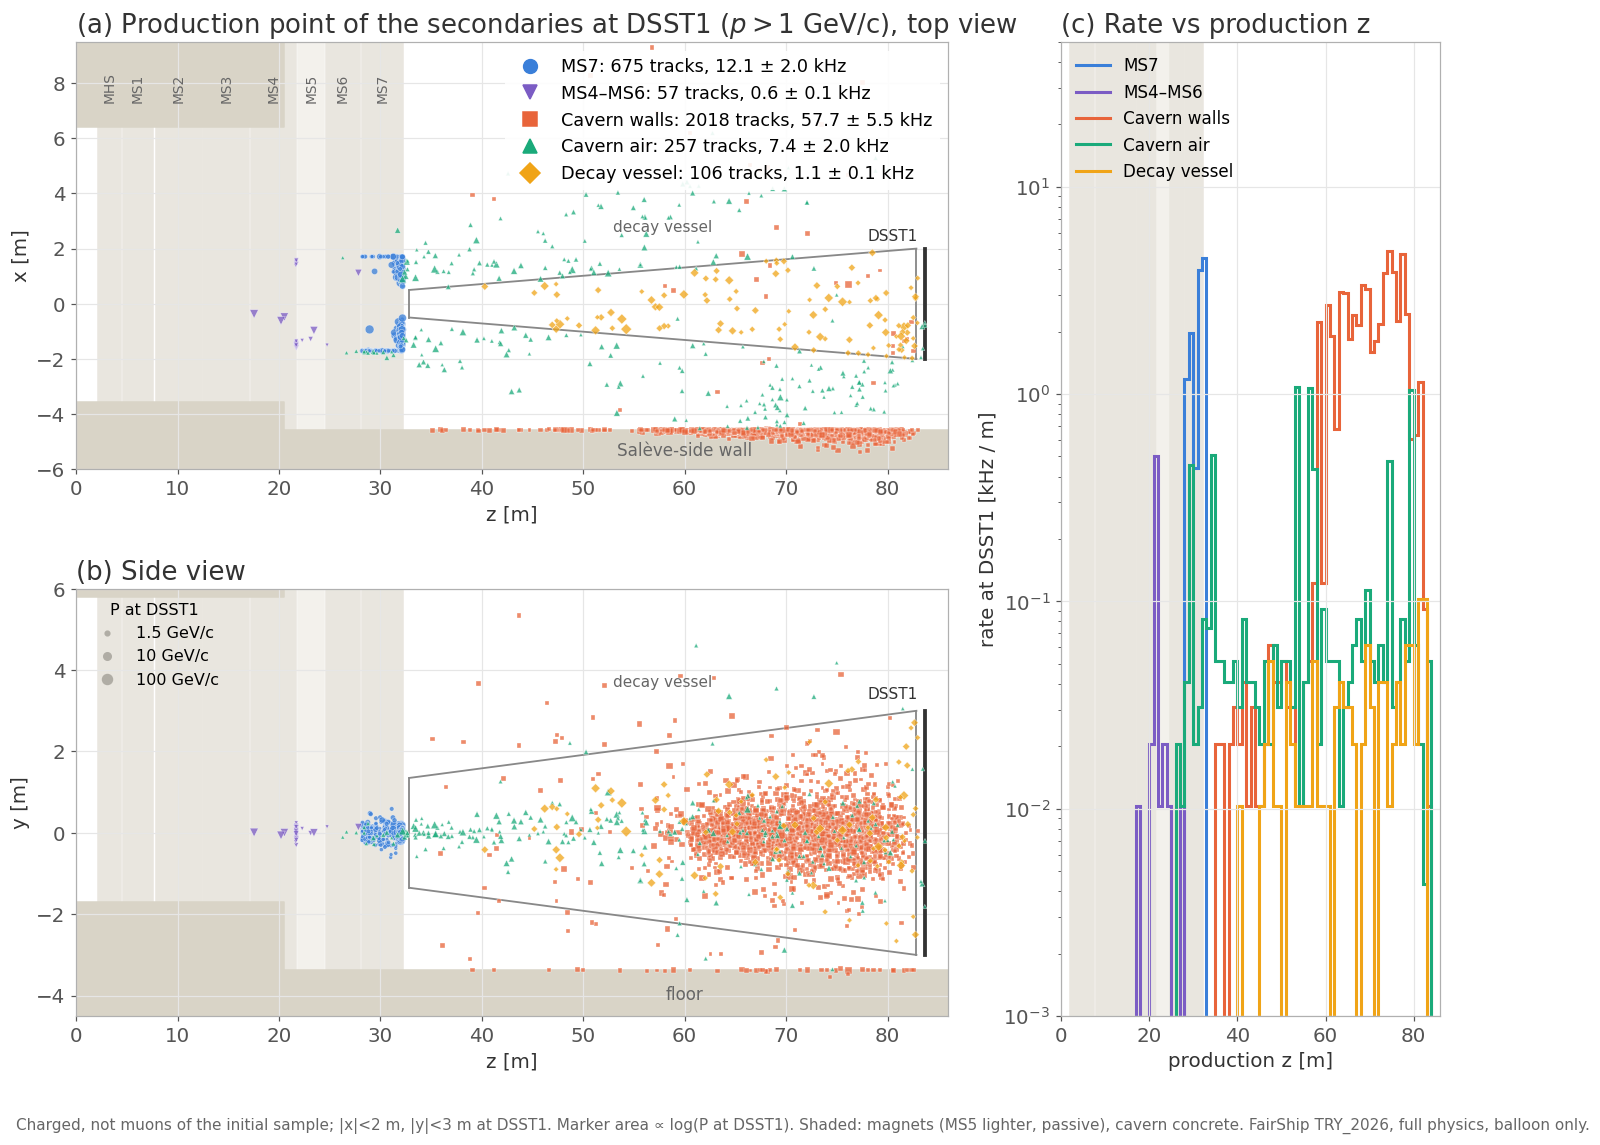 (a) Production point of the secondaries at DSST1 (p > 1 GeV/c), top view
MHS
MS1
MS2
MS3
MS4
MS5
MS6
MS7
MS7: 675 tracks, 12.1 ± 2.0 kHz
MS4–MS6: 57 tracks, 0.6 ± 0.1 kHz
Cavern walls: 2018 tracks, 57.7 ± 5.5 kHz
Cavern air: 257 tracks, 7.4 ± 2.0 kHz
Decay vessel: 106 tracks, 1.1 ± 0.1 kHz
decay vessel
DSST1
Salève-side wall
8
6
4
2
0
−2
−4
−6
x [m]
0 10 20 30 40 50 60 70 80
z [m]
(b) Side view
P at DSST1
1.5 GeV/c
10 GeV/c
100 GeV/c
decay vessel
DSST1
floor
6
4
2
0
−2
−4
y [m]
0 10 20 30 40 50 60 70 80
z [m]
(c) Rate vs production z
MS7
MS4–MS6
Cavern walls
Cavern air
Decay vessel
10¹
10⁰
10⁻¹
10⁻²
10⁻³
rate at DSST1 [kHz / m]
0 20 40 60 80
production z [m]
Charged, not muons of the initial sample; |x|<2 m, |y|<3 m at DSST1. Marker area ∝ log(P at DSST1). Shaded: magnets (MS5 lighter, passive), cavern concrete. FairShip TRY_2026, full physics, balloon only.